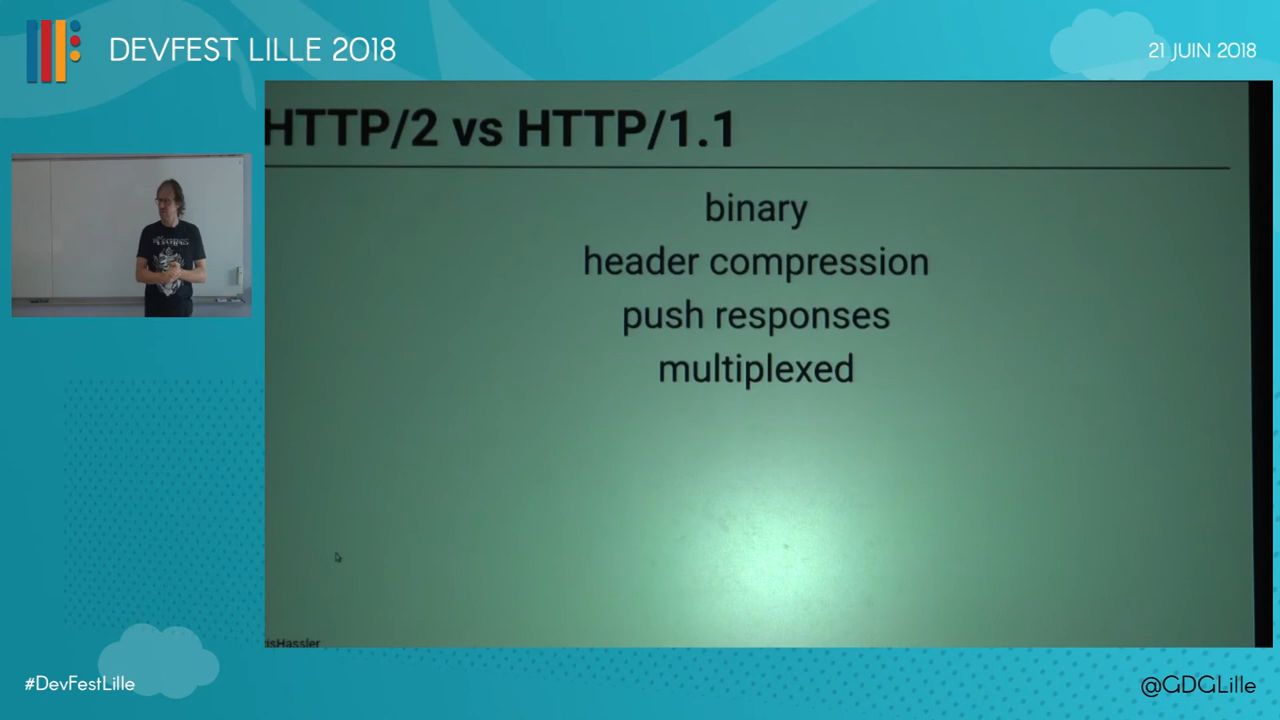 DEVFEST LILLE 2018
21 JUIN 2018
HTTP/2 vs HTTP/1.1
binary
header compression
push responses
multiplexed
isHassler
#DevFestLille
@GDGLille